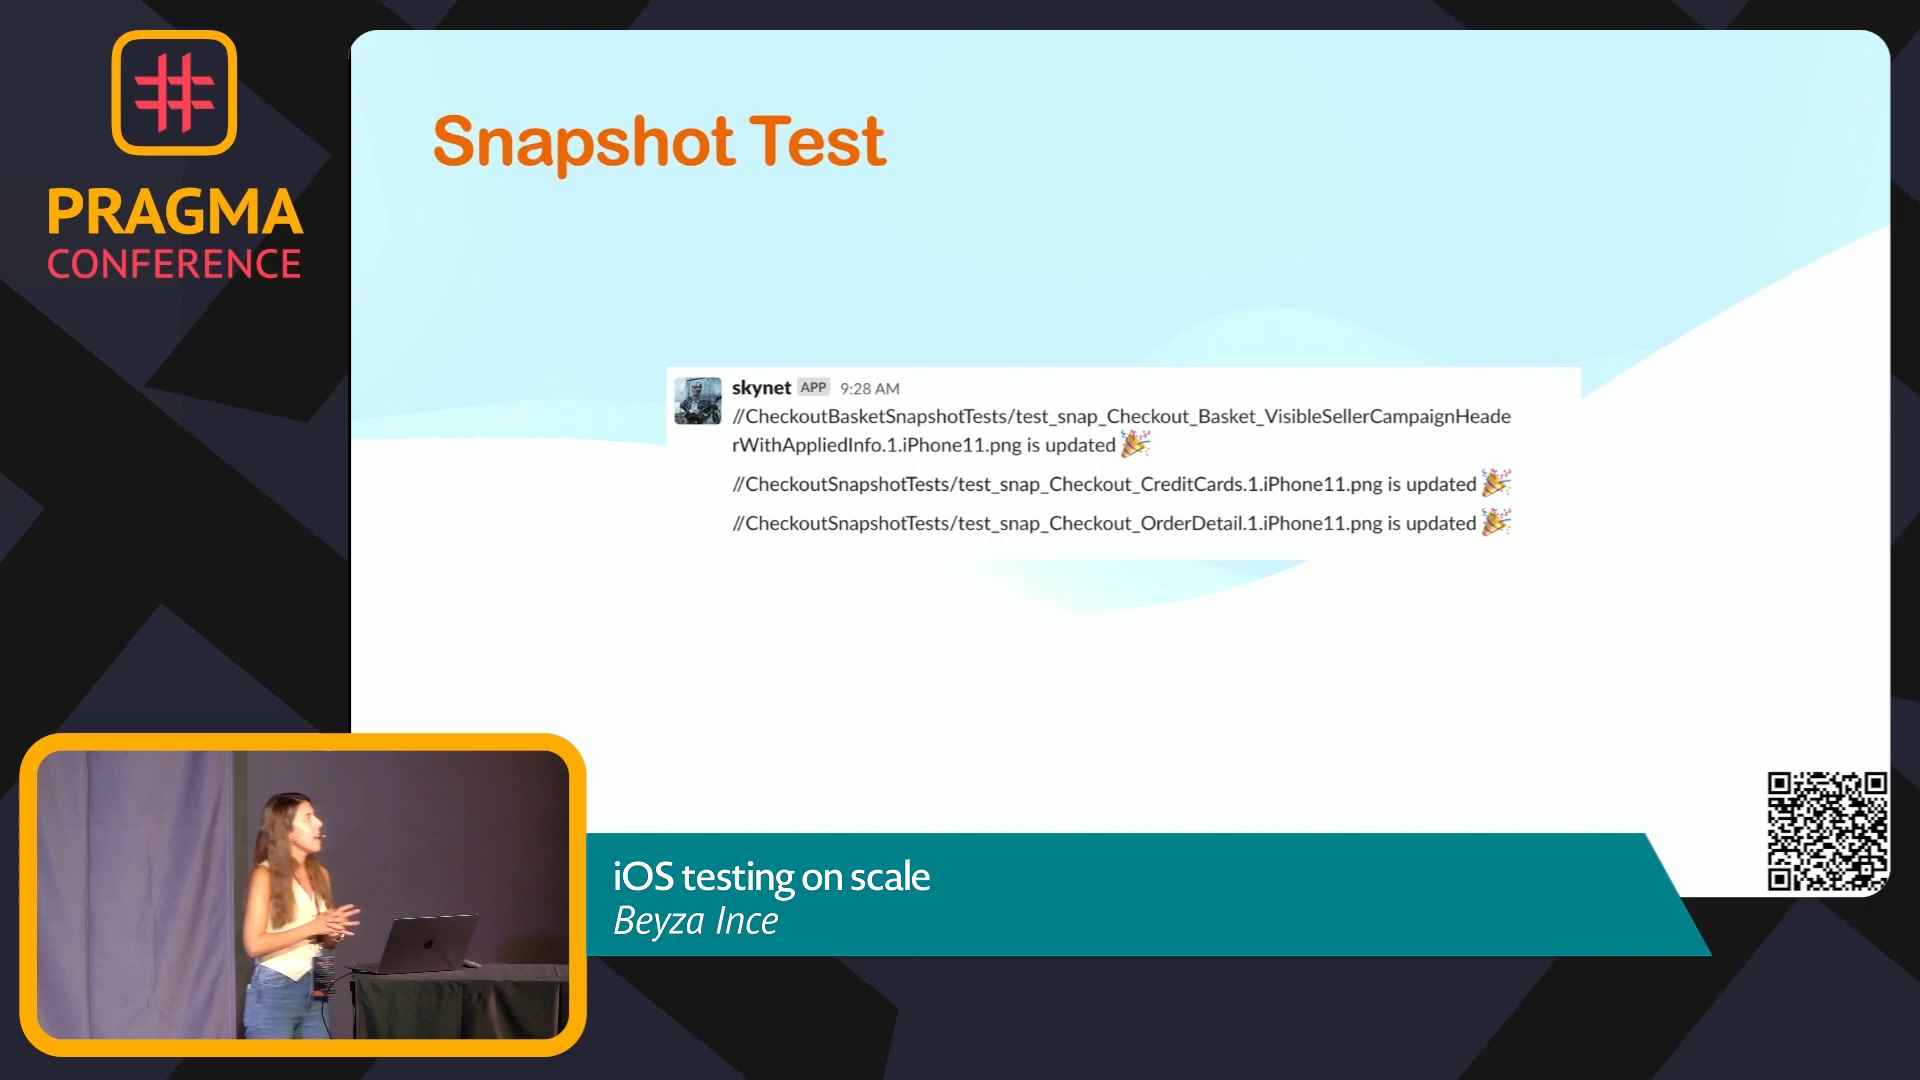 PRAGMA
CONFERENCE
Snapshot Test
skynet APP 9:28 AM
//CheckoutBasketSnapshotTests/test_snap_Checkout_Basket_VisibleSellerCampaignHeade
rWithAppliedInfo.1.iPhone11.png is updated 🎉
//CheckoutSnapshotTests/test_snap_Checkout_CreditCards.1.iPhone11.png is updated 🎉
//CheckoutSnapshotTests/test_snap_Checkout_OrderDetail.1.iPhone11.png is updated 🎉
iOS testing on scale
Beyza Ince